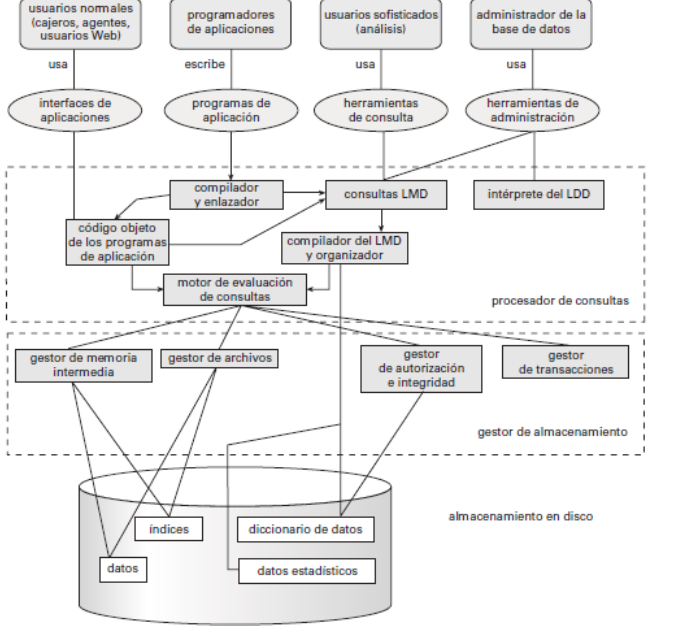 usuarios normales
(cajeros, agentes,
usuarios Web)
programadores
de aplicaciones
usuarios sofisticados
(análisis)
administrador de la
base de datos
usa
escribe
usa
usa
interfaces de
aplicaciones
programas de
aplicación
herramientas
de consulta
herramientas de
administración
compilador
y enlazador
consultas LMD
intérprete del LDD
código objeto
de los programas
de aplicación
compilador del LMD
y organizador
motor de evaluación
de consultas
procesador de consultas
gestor de memoria
intermedia
gestor de archivos
gestor
de autorización
e integridad
gestor
de transacciones
gestor de almacenamiento
índices
diccionario de datos
almacenamiento en disco
datos
datos estadísticos